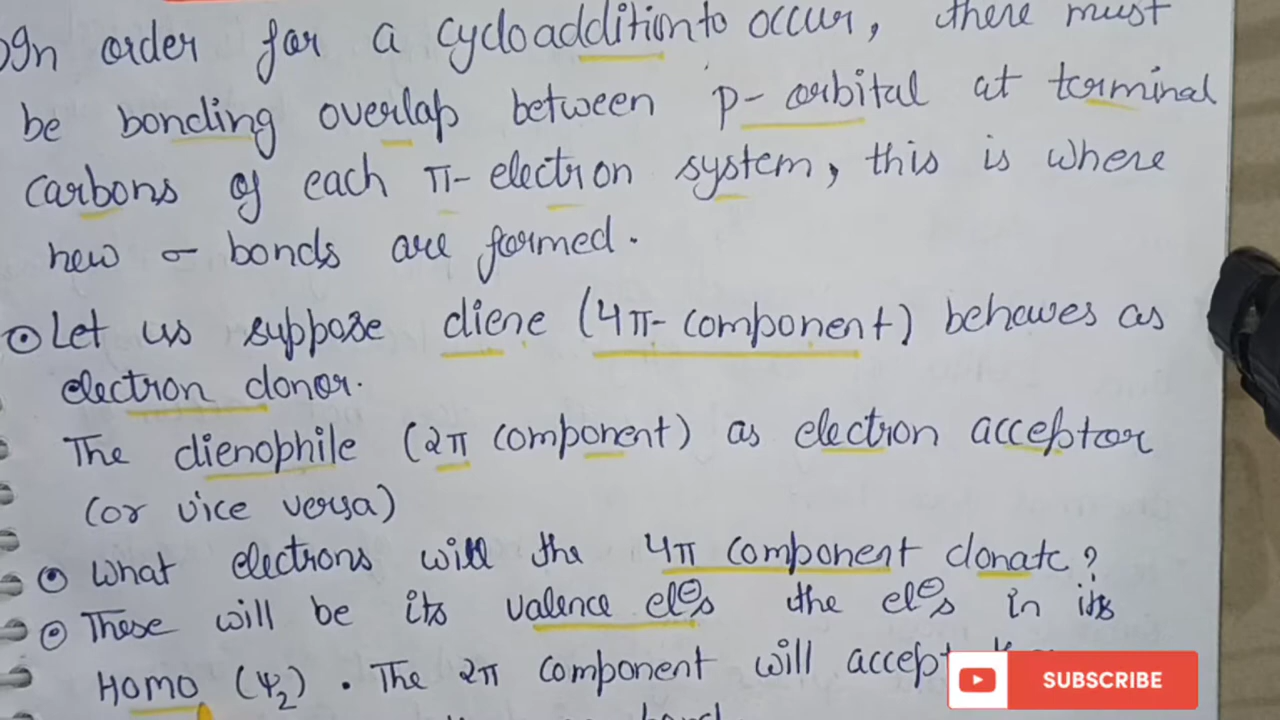 In order for a cycloaddition to occur, there must
be bonding overlap between p- orbital at terminal
carbons of each π- electron system, this is where
new σ bonds are formed.
Let us suppose diene (4π- component) behaves as
electron donor.
The dienophile (2π component) as electron acceptor
(or vice versa)
What electrons will the 4π component donate?
These will be its valence el⊖s the el⊖s in its
HOMO (Ψ2). The 2π component will accept
SUBSCRIBE